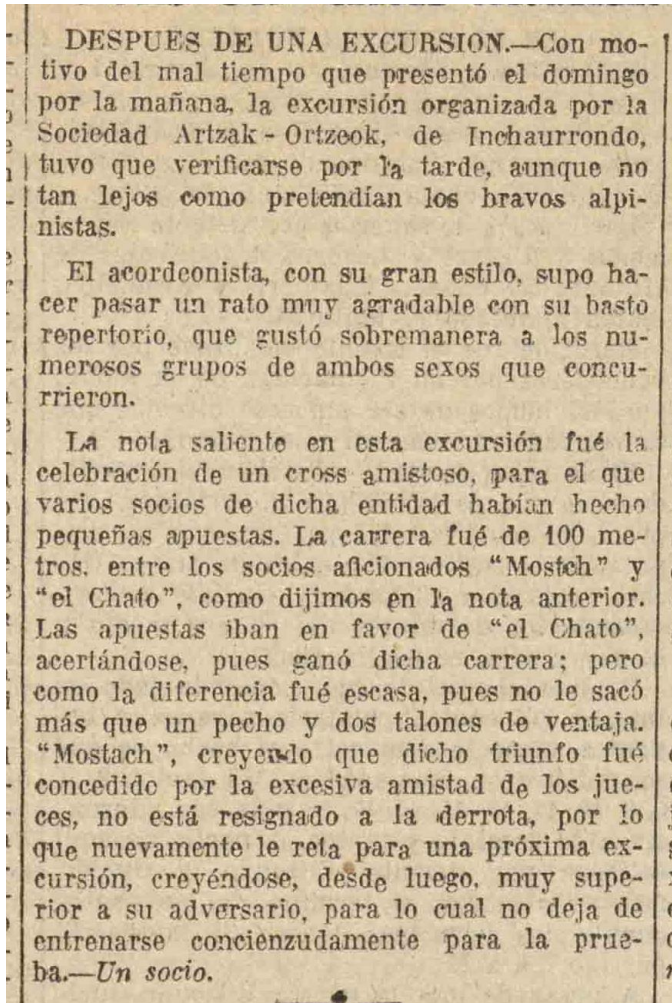 DESPUES DE UNA EXCURSION.—Con mo-
tivo del mal tiempo que presentó el domingo
por la mañana, la excursión organizada por la
Sociedad Artzak-Ortzeok, de Inchaurrondo,
tuvo que verificarse por la tarde, aunque no
tan lejos como pretendían los bravos alpi-
nistas.
El acordeonista, con su gran estilo, supo ha-
cer pasar un rato muy agradable con su basto
repertorio, que gustó sobremanera a los nu-
merosos grupos de ambos sexos que concu-
rrieron.
La nota saliente en esta excursión fué la
celebración de un cross amistoso, para el que
varios socios de dicha entidad habían hecho
pequeñas apuestas. La carrera fué de 100 me-
tros, entre los socios aficionados "Mostch" y
"el Chato", como dijimos en la nota anterior.
Las apuestas iban en favor de "el Chato",
acertándose, pues ganó dicha carrera; pero
como la diferencia fué escasa, pues no le sacó
más que un pecho y dos talones de ventaja.
"Mostach", creyendo que dicho triunfo fué
concedido por la excesiva amistad de los jue-
ces, no está resignado a la derrota, por lo
que nuevamente le reta para una próxima ex-
cursión, creyéndose, desde luego, muy supe-
rior a su adversario, para lo cual no deja de
entrenarse concienzudamente para la prue-
ba.—Un socio.